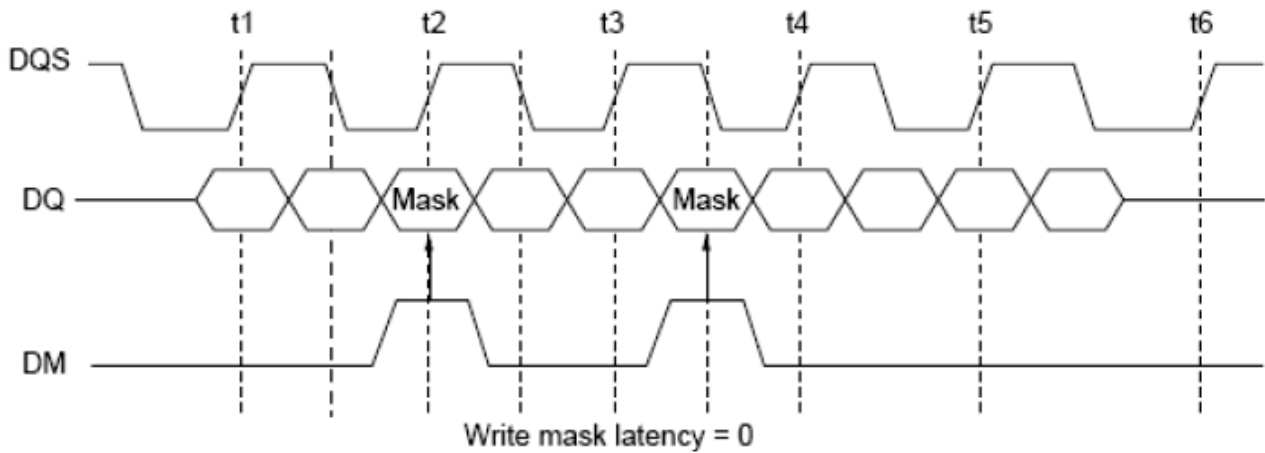 t1 t2 t3 t4 t5 t6
DQS
DQ Mask Mask
DM
Write mask latency = 0